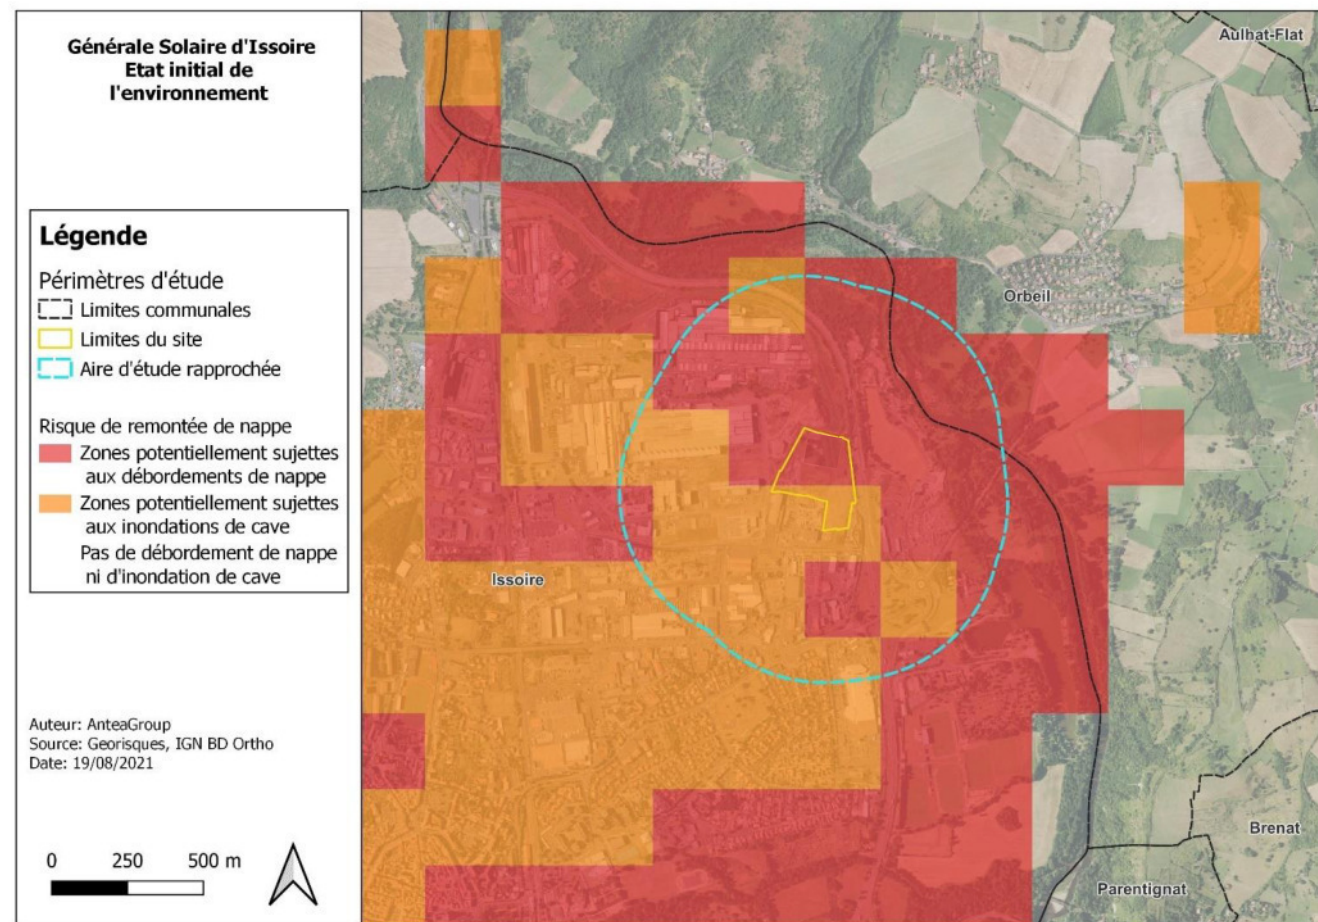 Générale Solaire d'Issoire
Etat initial de
l'environnement
Légende
Périmètres d'étude
Limites communales
Limites du site
Aire d'étude rapprochée
Risque de remontée de nappe
Zones potentiellement sujettes
aux débordements de nappe
Zones potentiellement sujettes
aux inondations de cave
Pas de débordement de nappe
ni d'inondation de cave
Auteur: AnteaGroup
Source: Georisques, IGN BD Ortho
Date: 19/08/2021
0 250 500 m
Aulhat-Flat
Orbeil
Issoire
Brenat
Parentignat